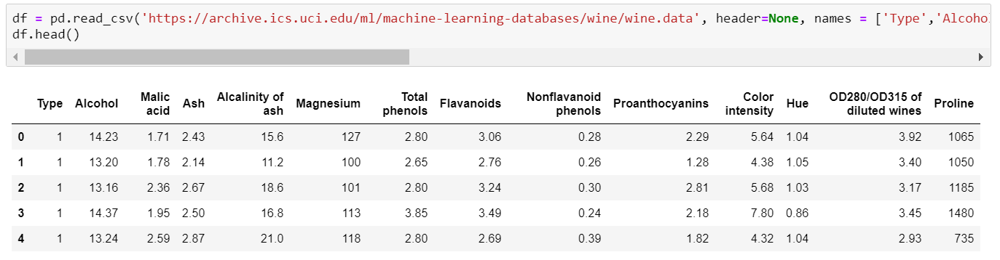 df = pd.read_csv('https://archive.ics.uci.edu/ml/machine-learning-databases/wine/wine.data', header=None, names = ['Type','Alcohol
df.head()
Type Alcohol Malic acid Ash Alcalinity of ash Magnesium Total phenols Flavanoids Nonflavanoid phenols Proanthocyanins Color intensity Hue OD280/OD315 of diluted wines Proline
0 1 14.23 1.71 2.43 15.6 127 2.80 3.06 0.28 2.29 5.64 1.04 3.92 1065
1 1 13.20 1.78 2.14 11.2 100 2.65 2.76 0.26 1.28 4.38 1.05 3.40 1050
2 1 13.16 2.36 2.67 18.6 101 2.80 3.24 0.30 2.81 5.68 1.03 3.17 1185
3 1 14.37 1.95 2.50 16.8 113 3.85 3.49 0.24 2.18 7.80 0.86 3.45 1480
4 1 13.24 2.59 2.87 21.0 118 2.80 2.69 0.39 1.82 4.32 1.04 2.93 735